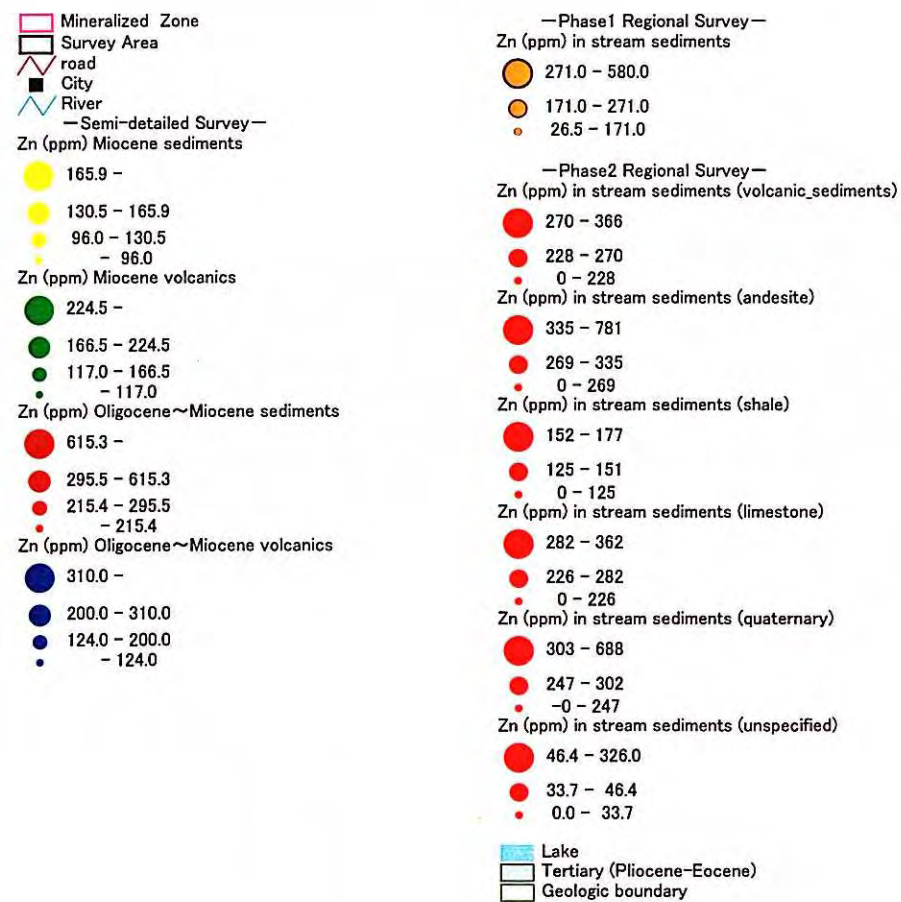 Mineralized Zone
Survey Area
road
City
River
—Semi-detailed Survey—
Zn (ppm) Miocene sediments
165.9 -
130.5 - 165.9
96.0 - 130.5
- 96.0
Zn (ppm) Miocene volcanics
224.5 -
166.5 - 224.5
117.0 - 166.5
- 117.0
Zn (ppm) Oligocene~Miocene sediments
615.3 -
295.5 - 615.3
215.4 - 295.5
- 215.4
Zn (ppm) Oligocene~Miocene volcanics
310.0 -
200.0 - 310.0
124.0 - 200.0
- 124.0
—Phase1 Regional Survey—
Zn (ppm) in stream sediments
271.0 - 580.0
171.0 - 271.0
26.5 - 171.0
—Phase2 Regional Survey—
Zn (ppm) in stream sediments (volcanic_sediments)
270 - 366
228 - 270
0 - 228
Zn (ppm) in stream sediments (andesite)
335 - 781
269 - 335
0 - 269
Zn (ppm) in stream sediments (shale)
152 - 177
125 - 151
0 - 125
Zn (ppm) in stream sediments (limestone)
282 - 362
226 - 282
0 - 226
Zn (ppm) in stream sediments (quaternary)
303 - 688
247 - 302
-0 - 247
Zn (ppm) in stream sediments (unspecified)
46.4 - 326.0
33.7 - 46.4
0.0 - 33.7
Lake
Tertiary (Pliocene-Eocene)
Geologic boundary